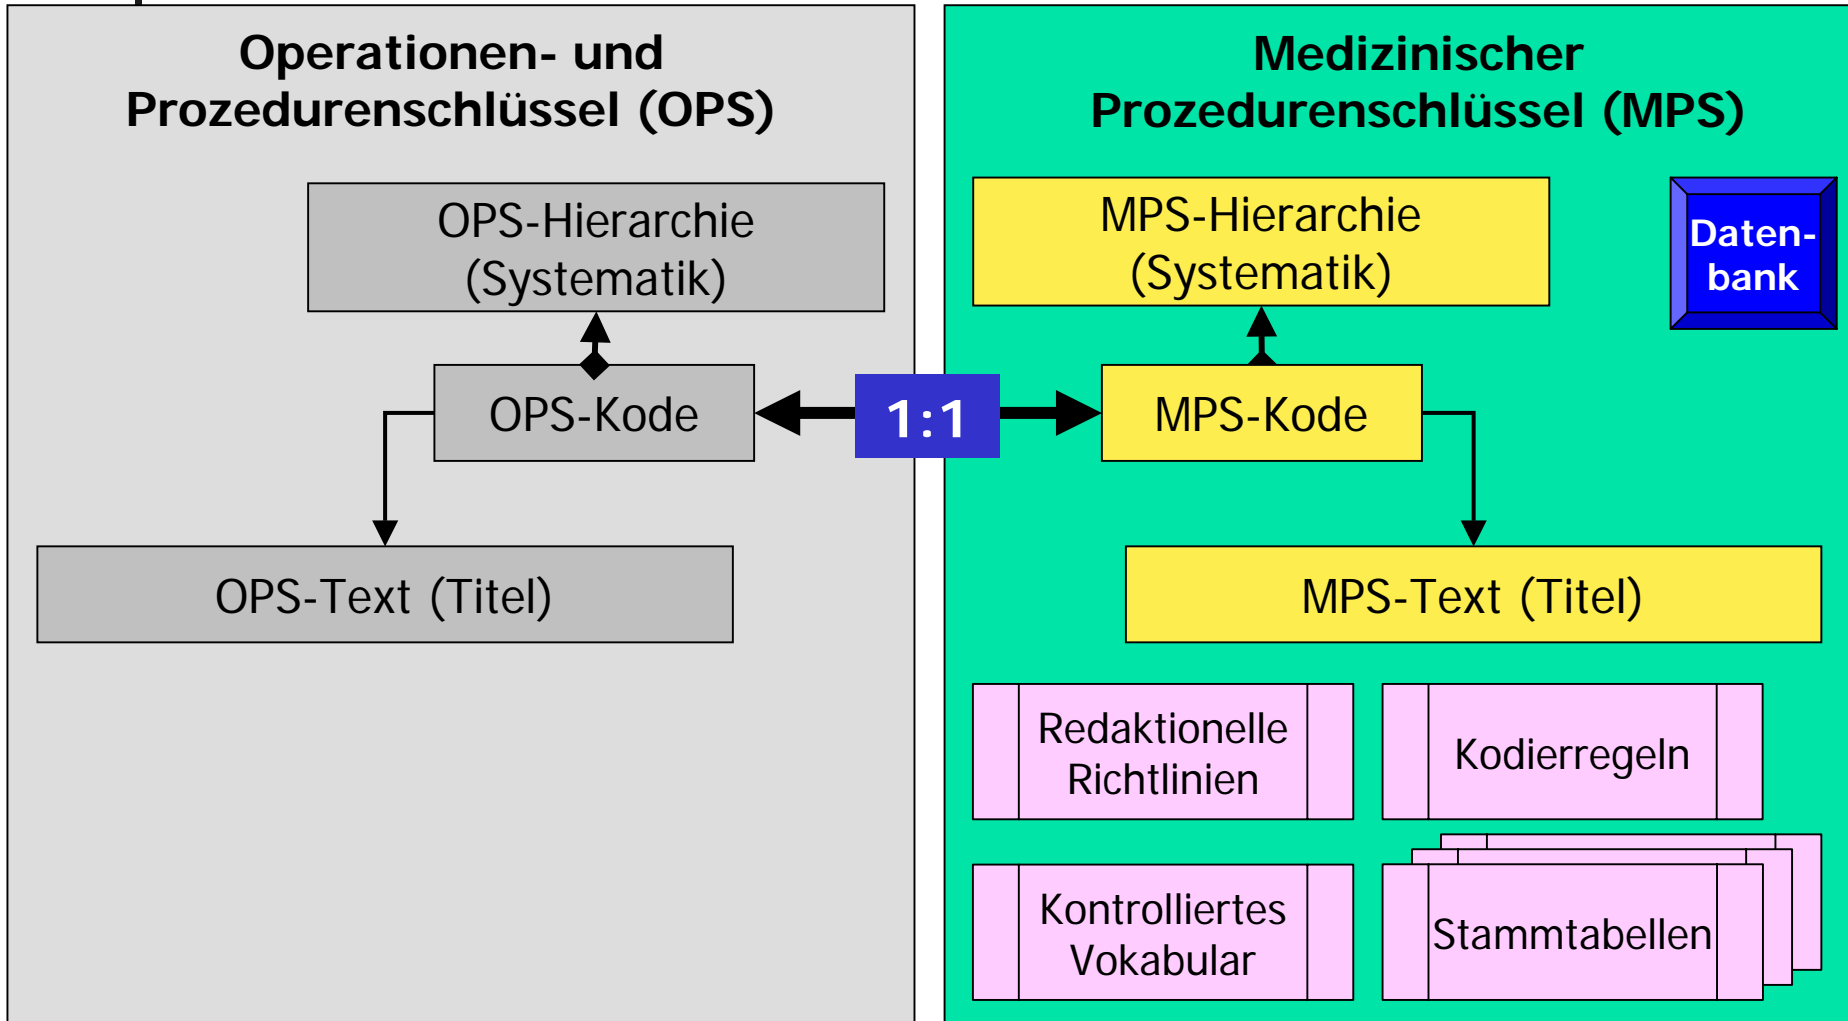 Operationen- und
Prozedurenschlüssel (OPS)
OPS-Hierarchie
(Systematik)
OPS-Kode
OPS-Text (Titel)
1:1
Medizinischer
Prozedurenschlüssel (MPS)
MPS-Hierarchie
(Systematik)
Daten-
bank
MPS-Kode
MPS-Text (Titel)
Redaktionelle
Richtlinien
Kodierregeln
Kontrolliertes
Vokabular
Stammtabellen